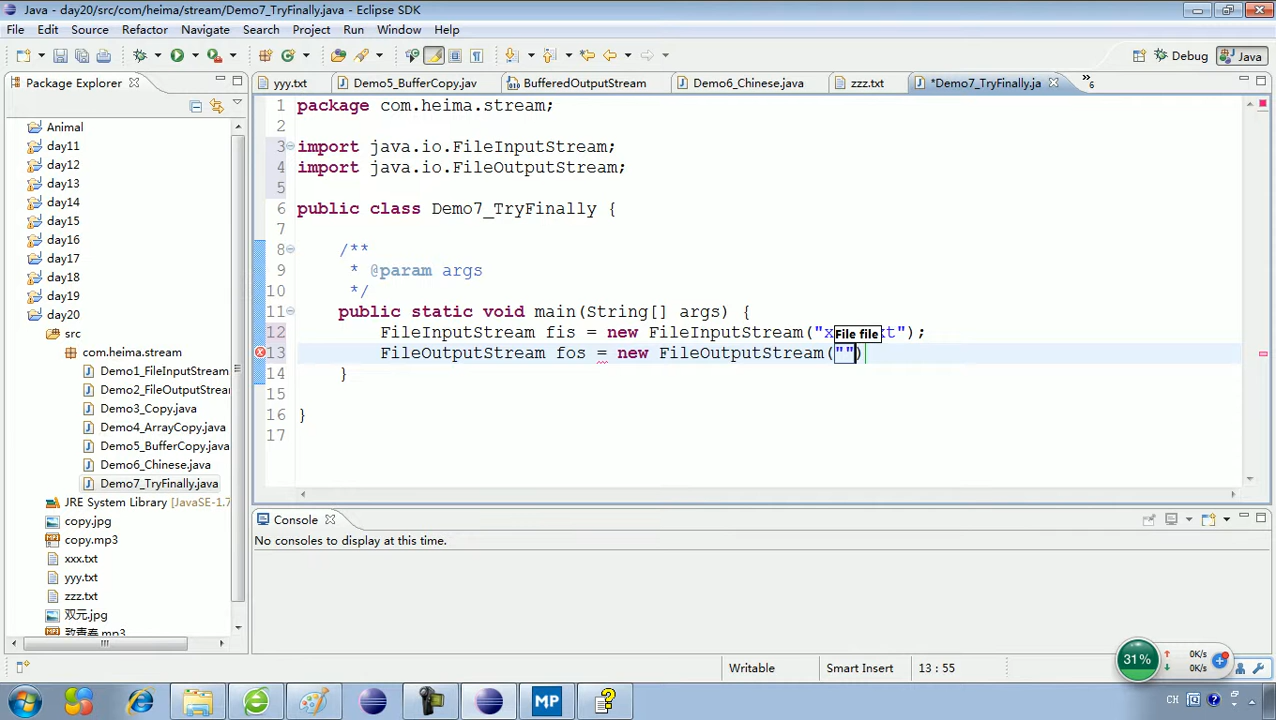 Java - day20/src/com/heima/stream/Demo7_TryFinally.java - Eclipse SDK
File Edit Source Refactor Navigate Search Project Run Window Help
Debug Java
Package Explorer
yyy.txt Demo5_BufferCopy.jav BufferedOutputStream Demo6_Chinese.java zzz.txt *Demo7_TryFinally.ja 6
Animal
day11
day12
day13
day14
day15
day16
day17
day18
day19
day20
src
com.heima.stream
Demo1_FileInputStream
Demo2_FileOutputStrea
Demo3_Copy.java
Demo4_ArrayCopy.java
Demo5_BufferCopy.java
Demo6_Chinese.java
Demo7_TryFinally.java
JRE System Library [JavaSE-1.7
copy.jpg
copy.mp3
xxx.txt
yyy.txt
zzz.txt
双元.jpg
致青春.mp3
1 package com.heima.stream;
2
3 import java.io.FileInputStream;
4 import java.io.FileOutputStream;
5
6 public class Demo7_TryFinally {
7
8 /**
9 * @param args
10 */
11 public static void main(String[] args) {
12 FileInputStream fis = new FileInputStream("x t");
File file
13 FileOutputStream fos = new FileOutputStream("")
14 }
15
16 }
17
Console
No consoles to display at this time.
Writable Smart Insert 13 : 55
31% 0K/s
0K/s
MP
CH